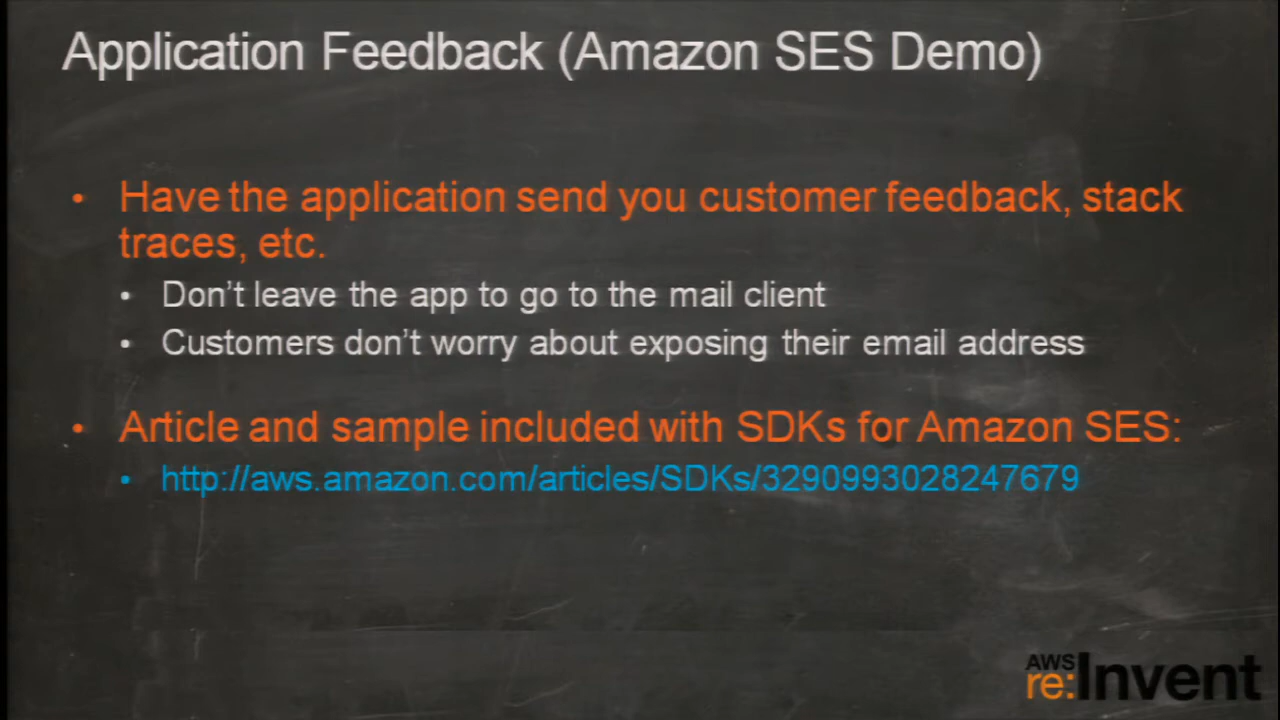 Application Feedback (Amazon SES Demo)
• Have the application send you customer feedback, stack
traces, etc.
• Don't leave the app to go to the mail client
• Customers don't worry about exposing their email address
• Article and sample included with SDKs for Amazon SES:
• http://aws.amazon.com/articles/SDKs/3290993028247679
AWS
re:Invent